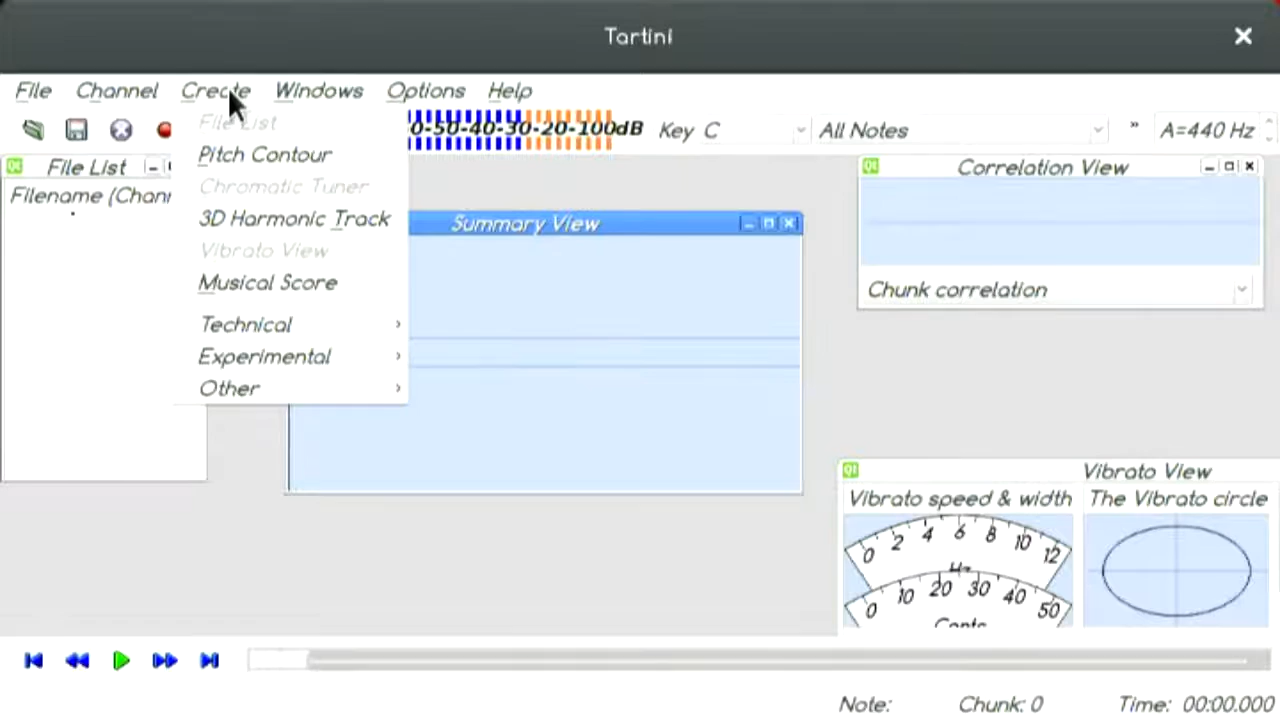 Tartini
File Channel Create Windows Options Help
0-50-40-30-20-100dB Key C All Notes » A=440 Hz
File List
Pitch Contour
Chromatic Tuner
3D Harmonic Track
Vibrato View
Musical Score
Technical
Experimental
Other
File List
Filename (Chan
Summary View
Correlation View
Chunk correlation
Vibrato View
Vibrato speed & width The Vibrato circle
0 2 4 6 8 10 12
0 10 20 30 40 50
Note: Chunk: 0 Time: 00:00.000